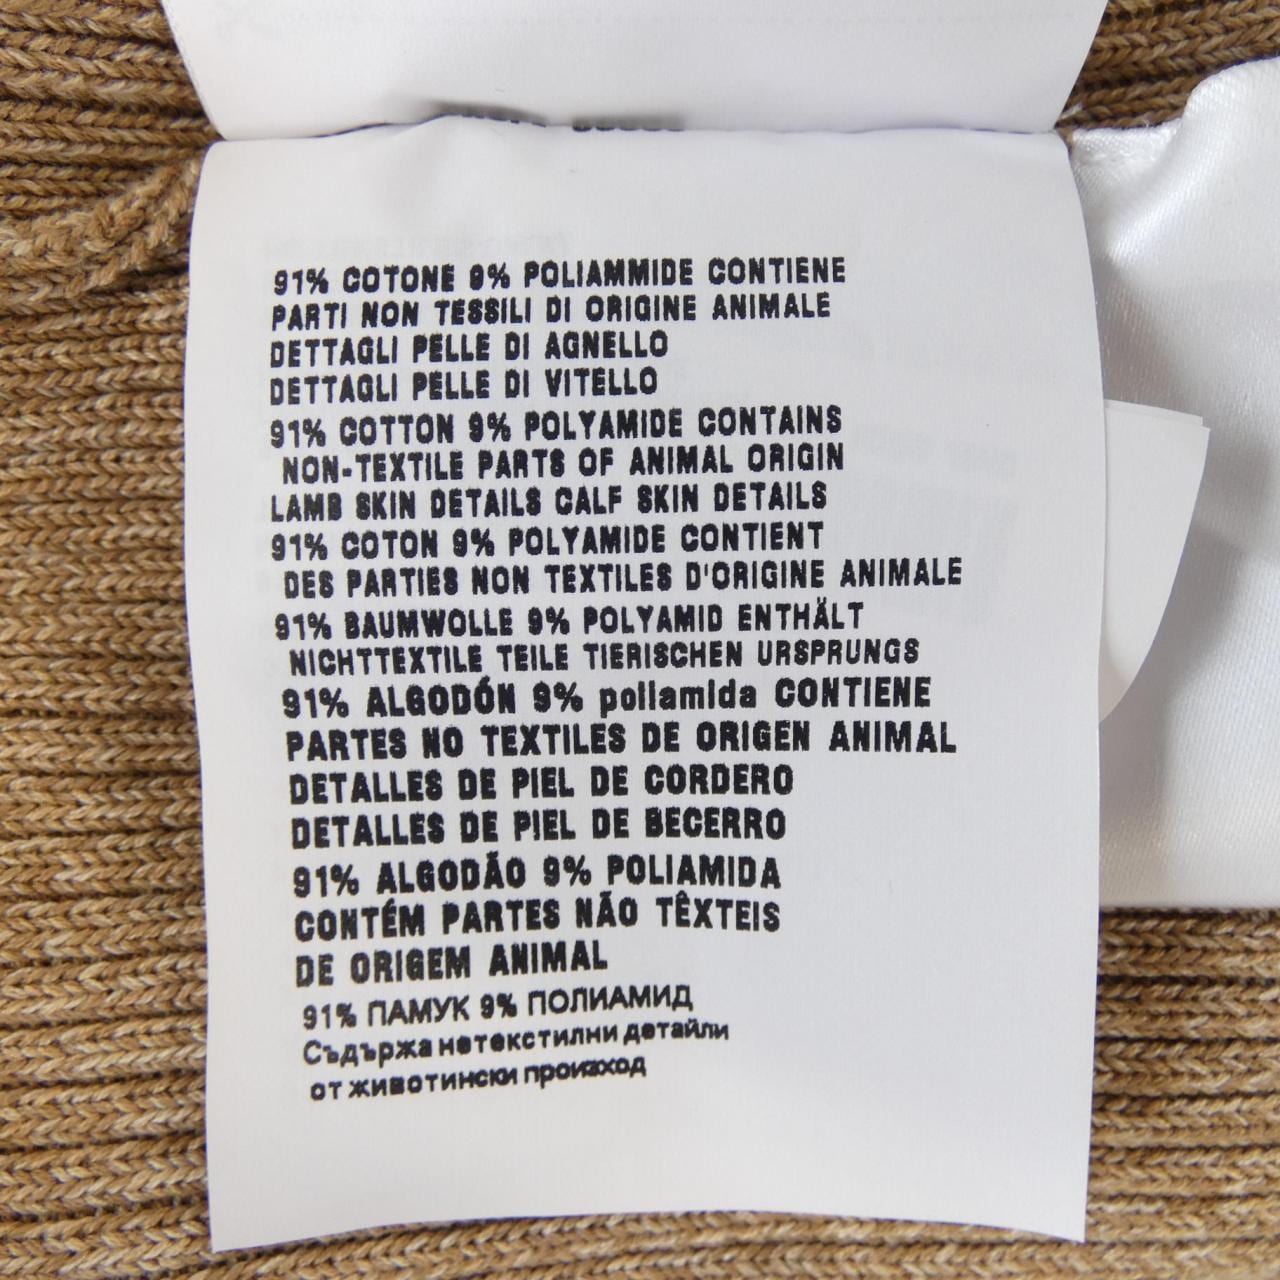 91% COTONE 9% POLIAMMIDE CONTIENE
PARTI NON TESSILI DI ORIGINE ANIMALE
DETTAGLI PELLE DI AGNELLO
DETTAGLI PELLE DI VITELLO
91% COTTON 9% POLYAMIDE CONTAINS
NON-TEXTILE PARTS OF ANIMAL ORIGIN
LAMB SKIN DETAILS CALF SKIN DETAILS
91% COTON 9% POLYAMIDE CONTIENT
DES PARTIES NON TEXTILES D'ORIGINE ANIMALE
91% BAUMWOLLE 9% POLYAMID ENTHÄLT
NICHTTEXTILE TEILE TIERISCHEN URSPRUNGS
91% ALGODÓN 9% poliamida CONTIENE
PARTES NO TEXTILES DE ORIGEN ANIMAL
DETALLES DE PIEL DE CORDERO
DETALLES DE PIEL DE BECERRO
91% ALGODÃO 9% POLIAMIDA
CONTÉM PARTES NÃO TÊXTEIS
DE ORIGEM ANIMAL
91% ПАМУК 9% ПОЛИАМИД
Съдържа нетекстилни детайли
от животински произход